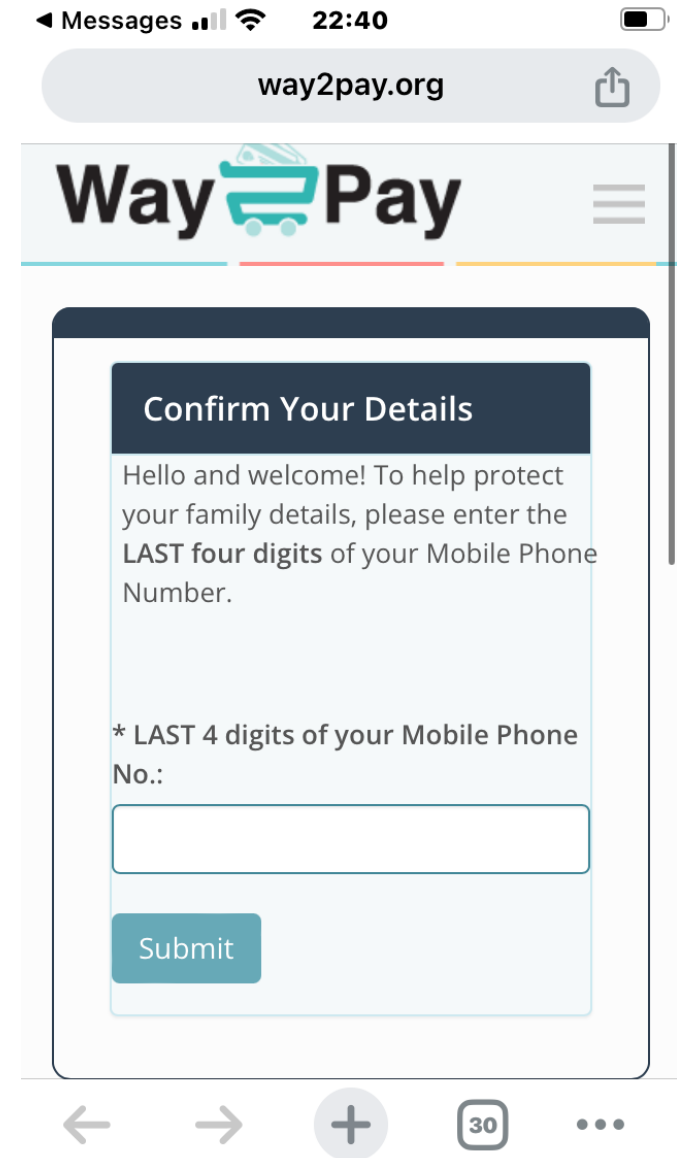 Messages 22:40
way2pay.org
Way2Pay
Confirm Your Details
Hello and welcome! To help protect
your family details, please enter the
LAST four digits of your Mobile Phone
Number.
* LAST 4 digits of your Mobile Phone
No.:
Submit
30